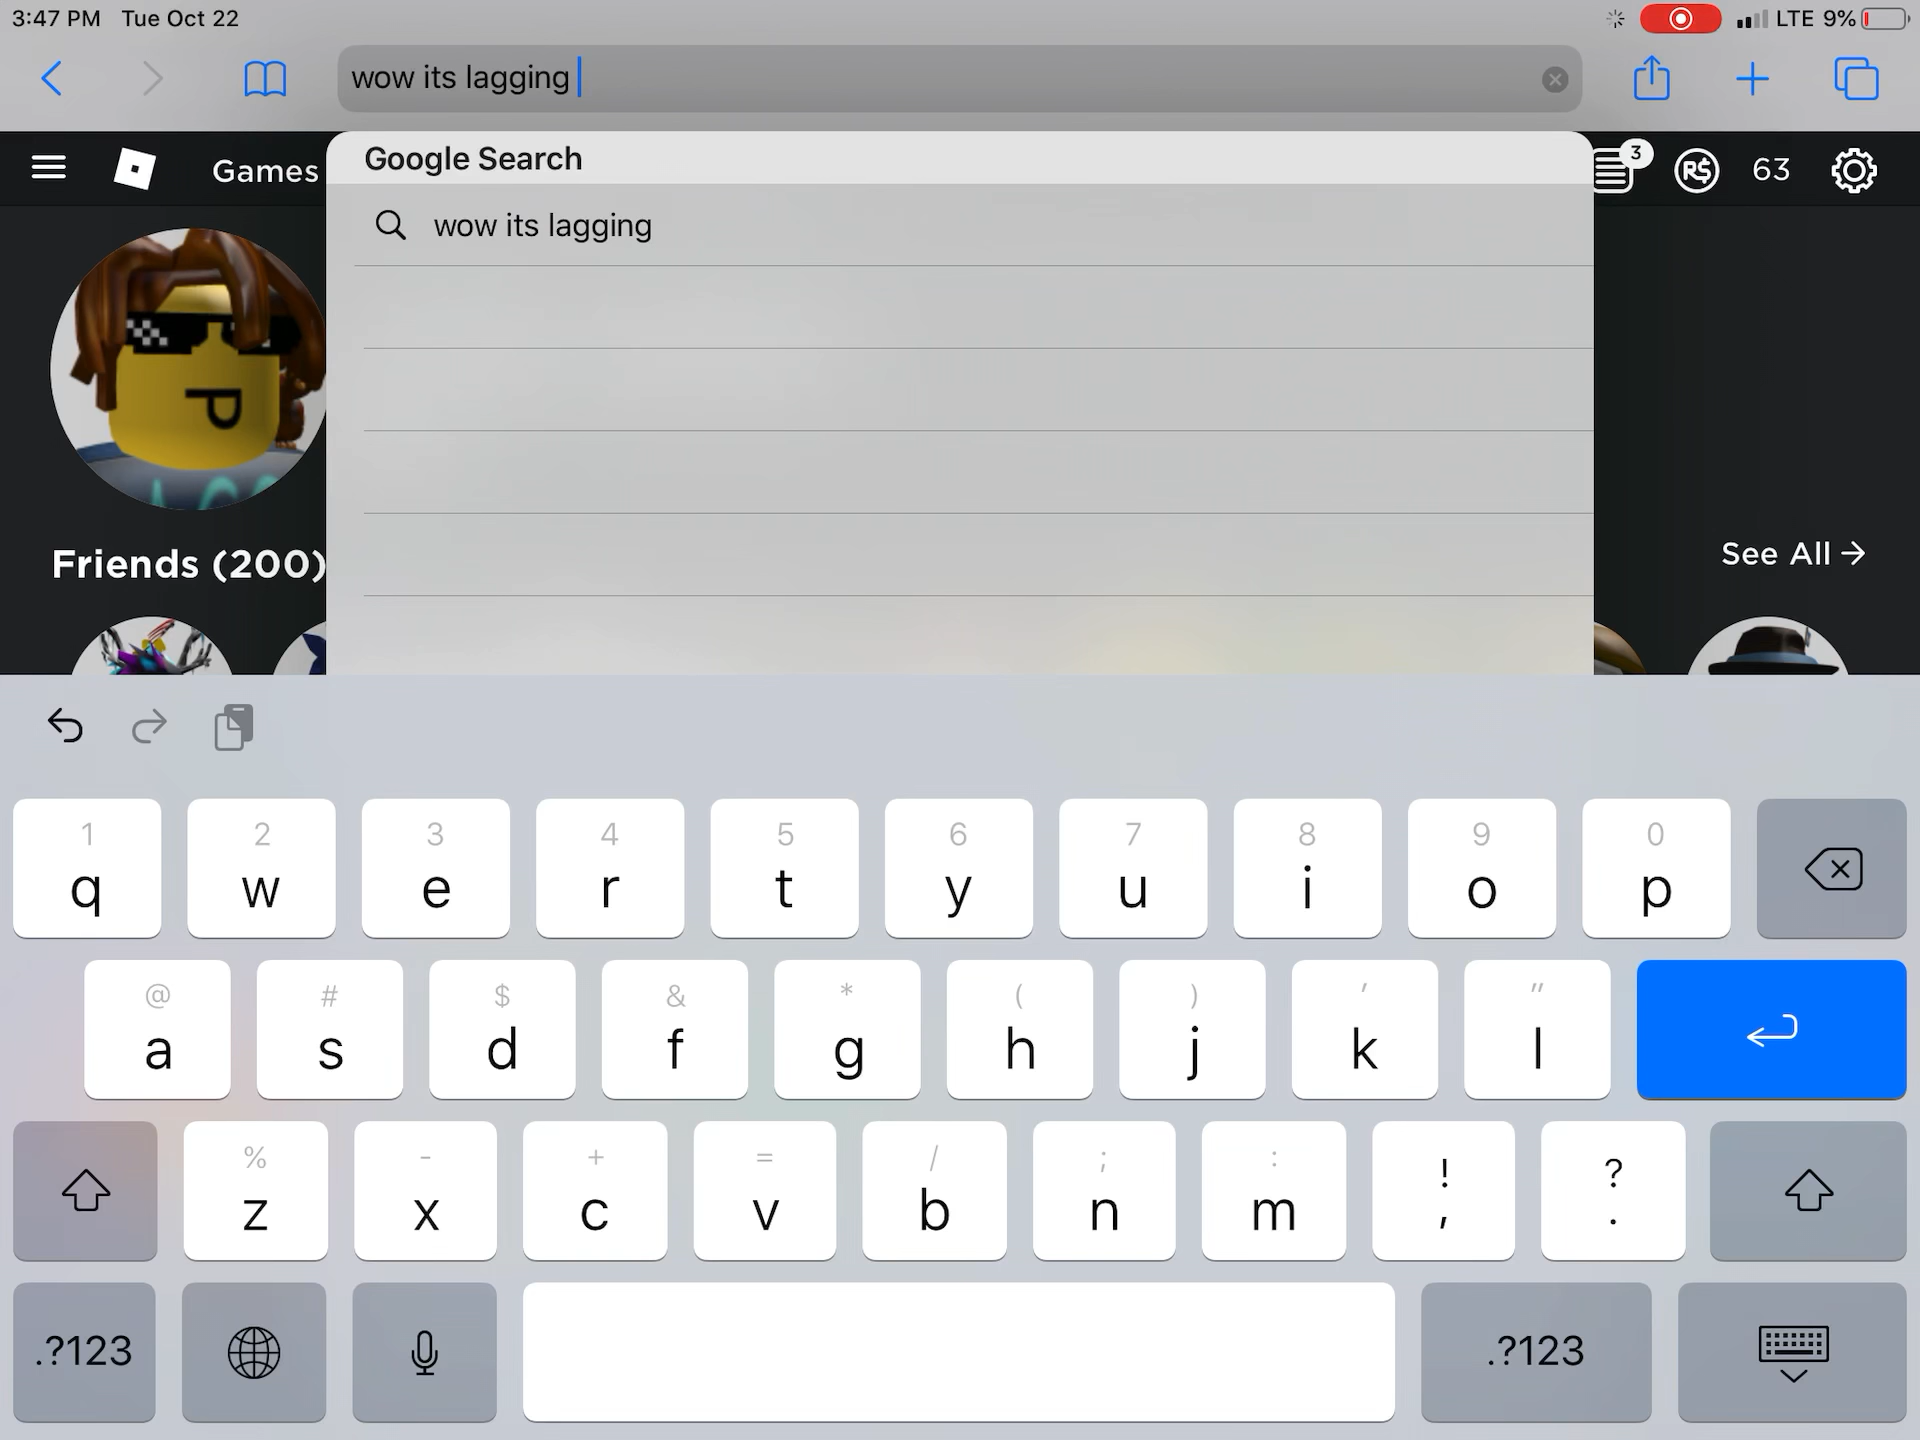 3:47 PM Tue Oct 22
LTE 9%
wow its lagging
Google Search
wow its lagging
Games
3
R$
63
P
Friends (200)
See All →
1 2 3 4 5 6 7 8 9 0
q w e r t y u i o p
@ # $ & * ( ) ' "
a s d f g h j k l
% - + = / ; : ! ?
z x c v b n m , .
.?123 .?123